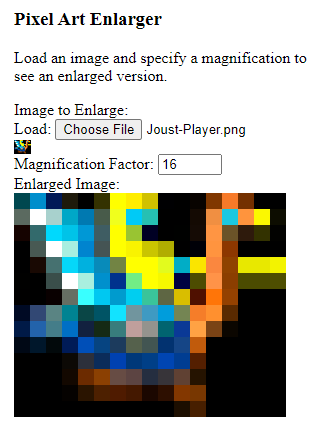 Pixel Art Enlarger
Load an image and specify a magnification to
see an enlarged version.
Image to Enlarge:
Load: Choose File Joust-Player.png
Magnification Factor: 16
Enlarged Image: